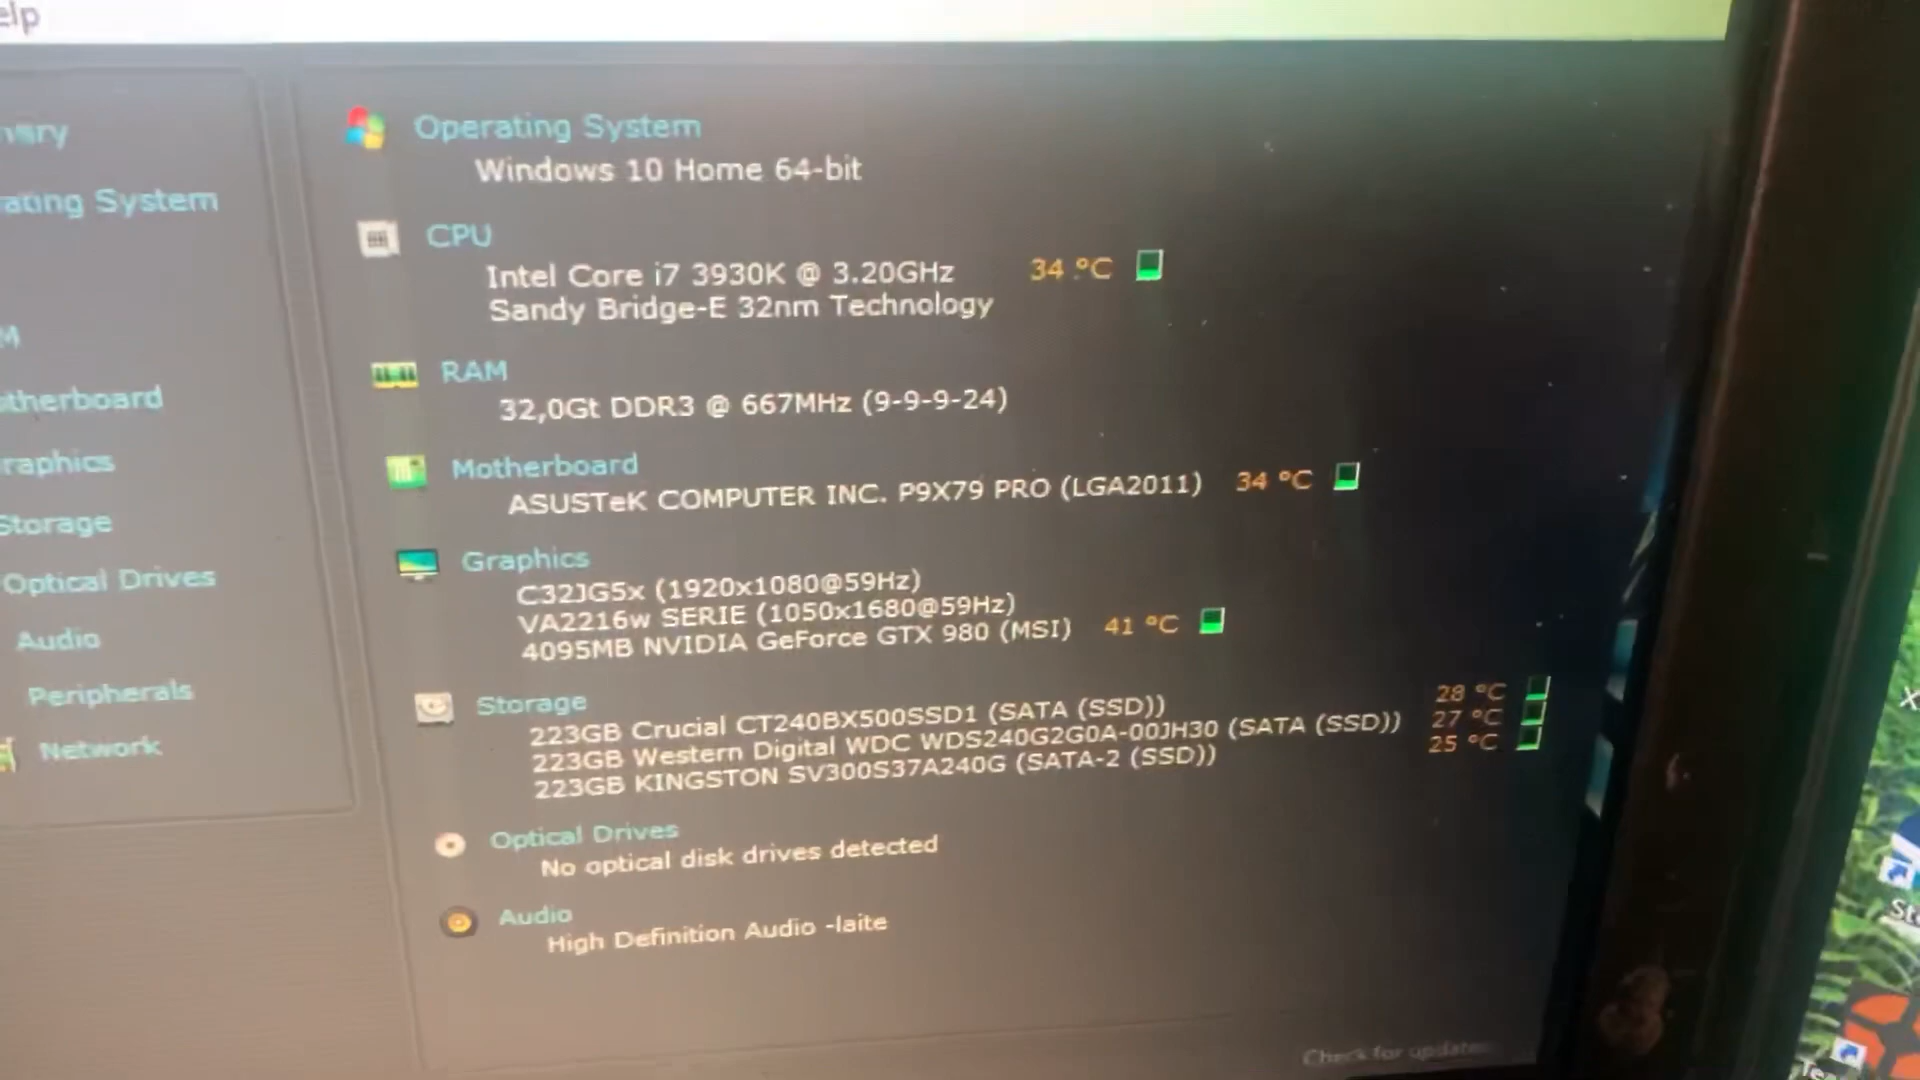 elp
Operating System
Windows 10 Home 64-bit
CPU
Intel Core i7 3930K @ 3.20GHz 34 °C
Sandy Bridge-E 32nm Technology
RAM
32,0Gt DDR3 @ 667MHz (9-9-9-24)
Motherboard
ASUSTeK COMPUTER INC. P9X79 PRO (LGA2011) 34 °C
Graphics
C32JG5x (1920x1080@59Hz)
VA2216w SERIE (1050x1680@59Hz)
4095MB NVIDIA GeForce GTX 980 (MSI) 41 °C
Storage
223GB Crucial CT240BX500SSD1 (SATA (SSD)) 28 °C
223GB Western Digital WDC WDS240G2G0A-00JH30 (SATA (SSD)) 27 °C
223GB KINGSTON SV300S37A240G (SATA-2 (SSD)) 25 °C
Optical Drives
No optical disk drives detected
Audio
High Definition Audio -laite
ating System
M
therboard
raphics
Storage
Optical Drives
Audio
Peripherals
Network
Check for update